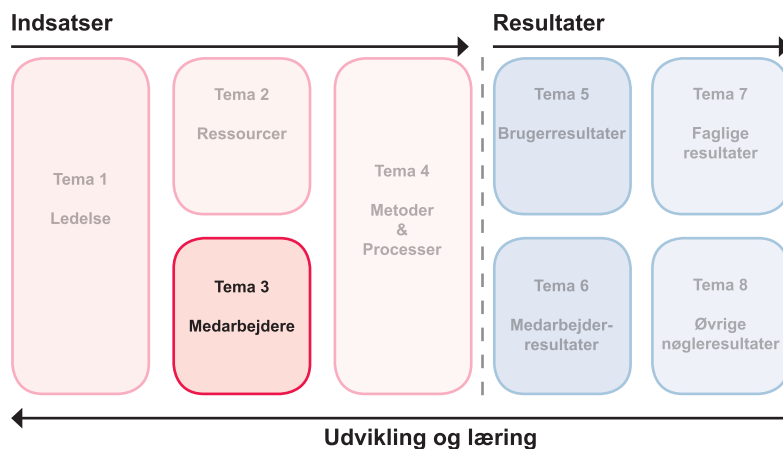 Indsatser
Resultater
Tema 1
Ledelse
Tema 2
Ressourcer
Tema 3
Medarbejdere
Tema 4
Metoder
&
Processer
Tema 5
Brugerresultater
Tema 6
Medarbejder-
resultater
Tema 7
Faglige
resultater
Tema 8
Øvrige
nøgleresultater
Udvikling og læring